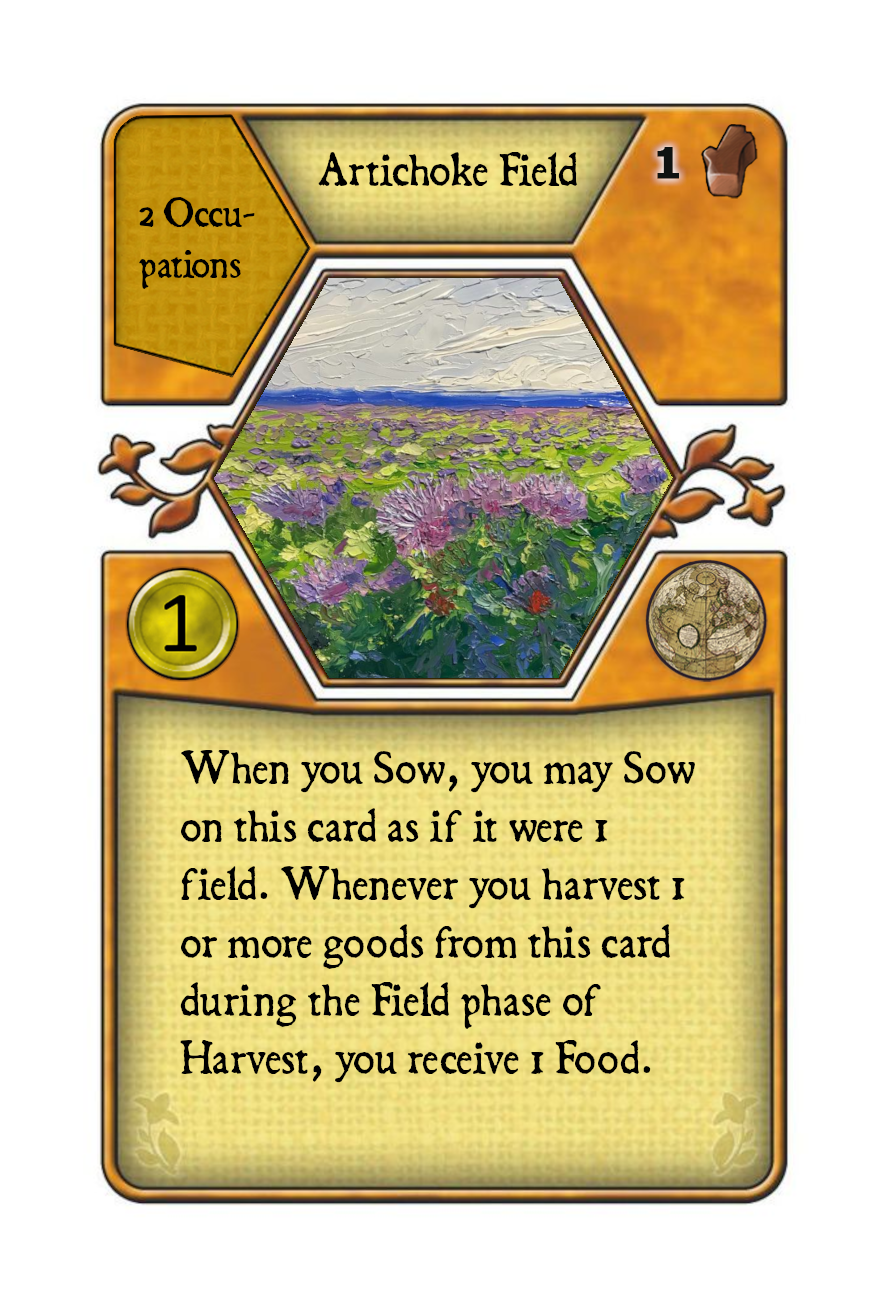 Artichoke Field
1
2 Occu-
pations
1
When you Sow, you may Sow
on this card as if it were 1
field. Whenever you harvest 1
or more goods from this card
during the Field phase of
Harvest, you receive 1 Food.